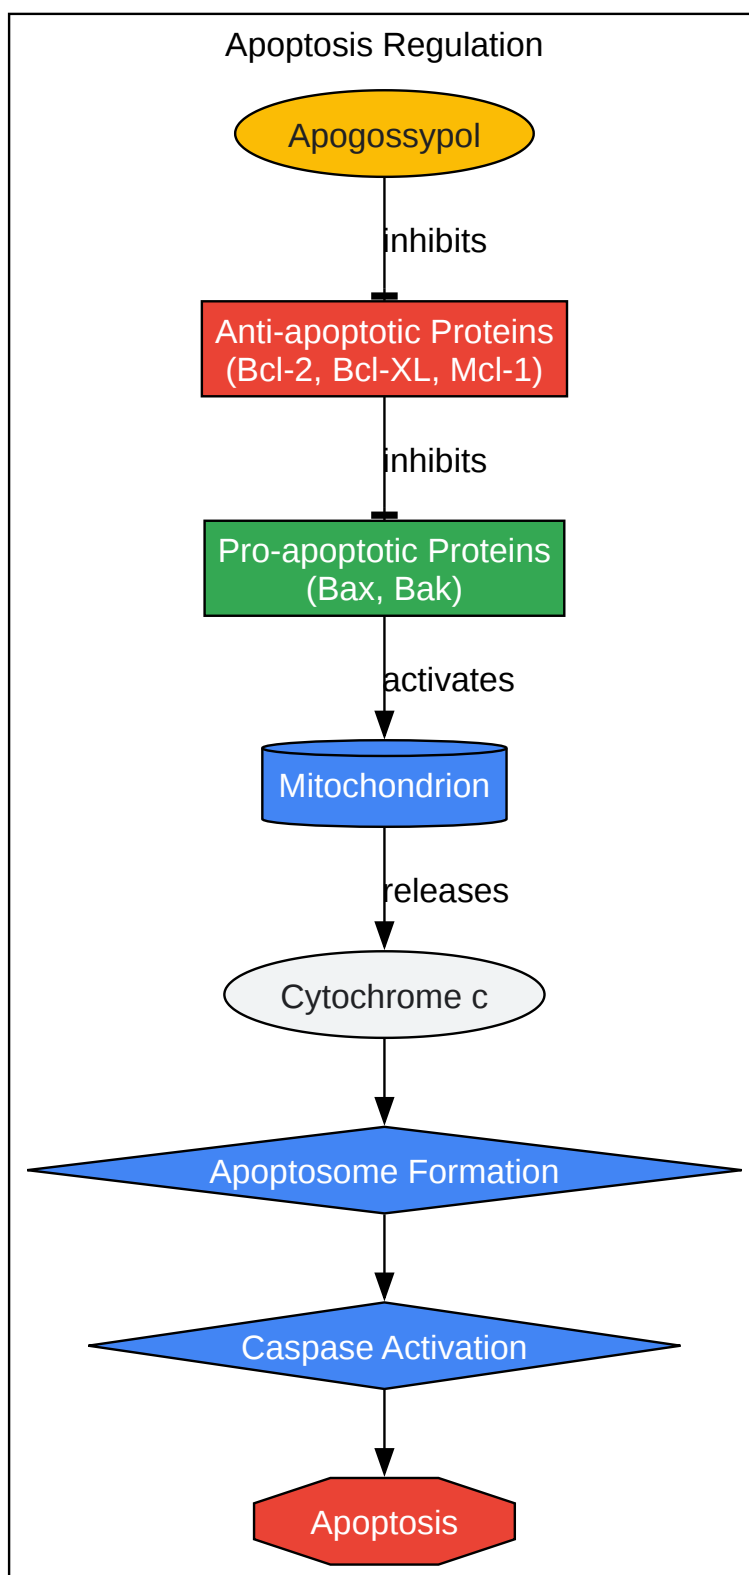 Apoptosis Regulation
Apogossypol
inhibits
Anti-apoptotic Proteins
(Bcl-2, Bcl-XL, Mcl-1)
inhibits
Pro-apoptotic Proteins
(Bax, Bak)
activates
Mitochondrion
releases
Cytochrome c
Apoptosome Formation
Caspase Activation
Apoptosis